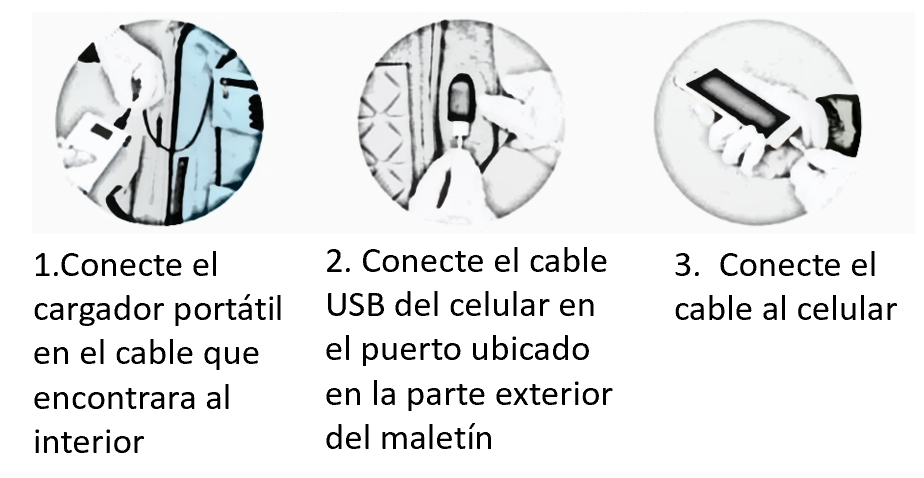 1.Conecte el
cargador portátil
en el cable que
encontrara al
interior
2. Conecte el cable
USB del celular en
el puerto ubicado
en la parte exterior
del maletín
3.  Conecte el
cable al celular